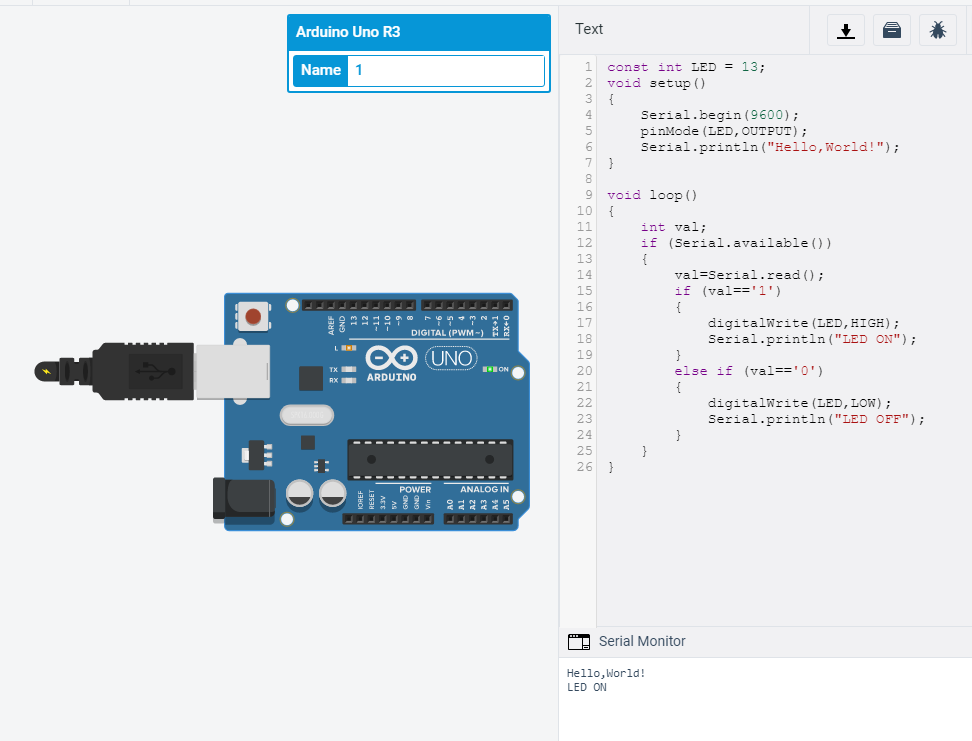 Arduino Uno R3
Name 1
AREF
GND
13
12
~11
~10
~9
8
7
~6
~5
4
~3
2
TX→1
RX←0
DIGITAL (PWM~)
L
TX
RX
UNO
ARDUINO
ON
POWER
ANALOG IN
IOREF
RESET
3.3V
5V
GND
GND
Vin
A0
A1
A2
A3
A4
A5
Text
1 const int LED = 13;
2 void setup()
3 {
4     Serial.begin(9600);
5     pinMode(LED,OUTPUT);
6     Serial.println("Hello,World!");
7 }
8
9 void loop()
10 {
11     int val;
12     if (Serial.available())
13     {
14         val=Serial.read();
15         if (val=='1')
16         {
17             digitalWrite(LED,HIGH);
18             Serial.println("LED ON");
19         }
20         else if (val=='0')
21         {
22             digitalWrite(LED,LOW);
23             Serial.println("LED OFF");
24         }
25     }
26 }
Serial Monitor
Hello,World!
LED ON